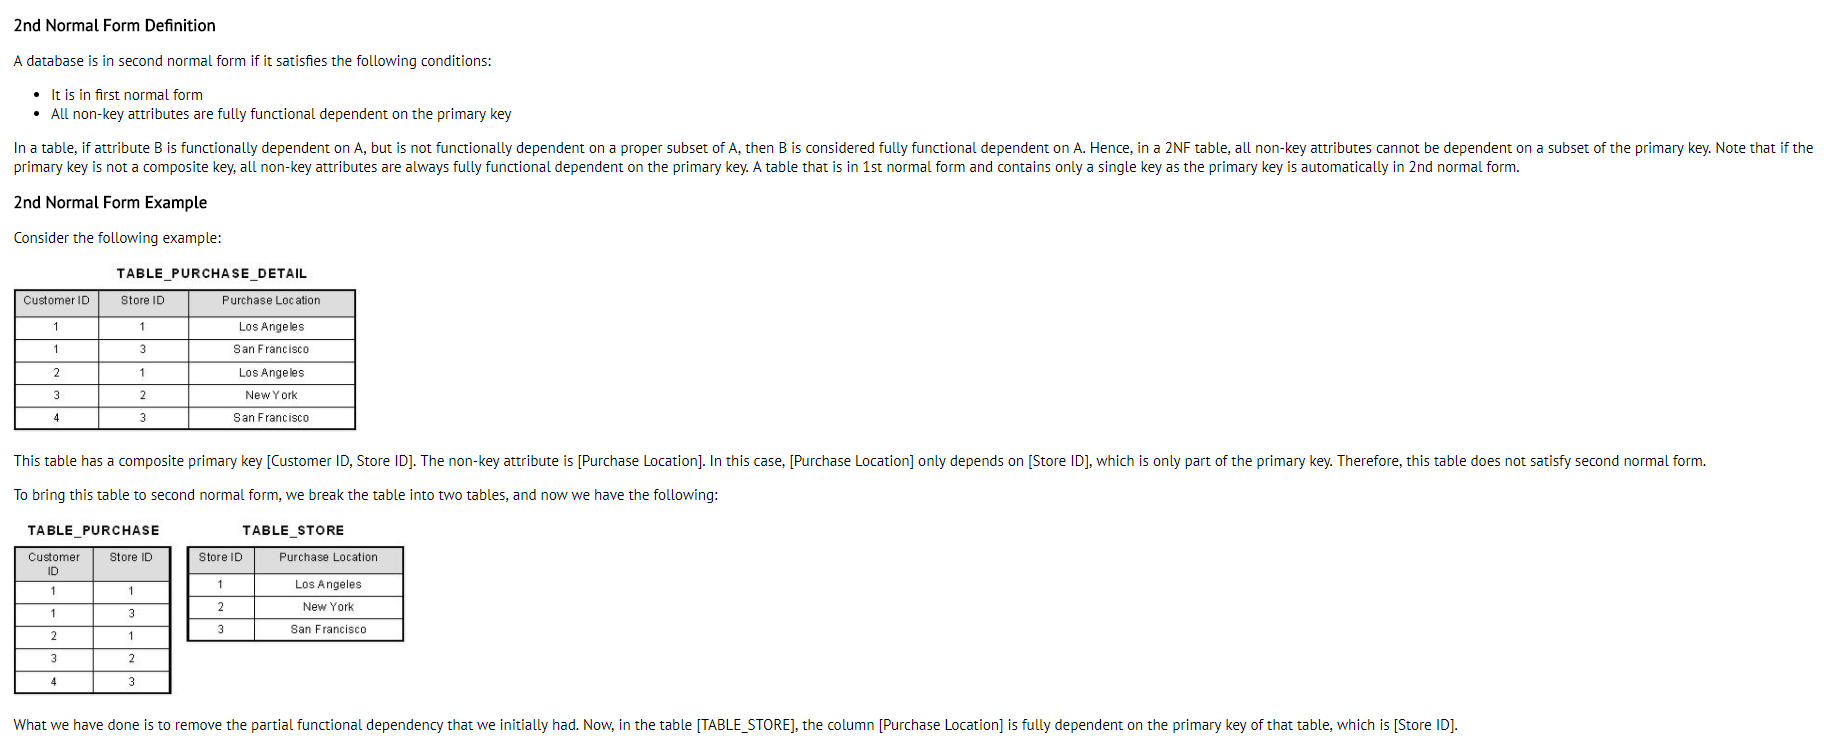 2nd Normal Form Definition
A database is in second normal form if it satisfies the following conditions:
• It is in first normal form
• All non-key attributes are fully functional dependent on the primary key
In a table, if attribute B is functionally dependent on A, but is not functionally dependent on a proper subset of A, then B is considered fully functional dependent on A. Hence, in a 2NF table, all non-key attributes cannot be dependent on a subset of the primary key. Note that if the
primary key is not a composite key, all non-key attributes are always fully functional dependent on the primary key. A table that is in 1st normal form and contains only a single key as the primary key is automatically in 2nd normal form.
2nd Normal Form Example
Consider the following example:
TABLE_PURCHASE_DETAIL
Customer ID Store ID Purchase Location
1 1 Los Angeles
1 3 San Francisco
2 1 Los Angeles
3 2 New York
4 3 San Francisco
This table has a composite primary key [Customer ID, Store ID]. The non-key attribute is [Purchase Location]. In this case, [Purchase Location] only depends on [Store ID], which is only part of the primary key. Therefore, this table does not satisfy second normal form.
To bring this table to second normal form, we break the table into two tables, and now we have the following:
TABLE_PURCHASE
Customer Store ID
ID
1 1
1 3
2 1
3 2
4 3
TABLE_STORE
Store ID Purchase Location
1 Los Angeles
2 New York
3 San Francisco
What we have done is to remove the partial functional dependency that we initially had. Now, in the table [TABLE_STORE], the column [Purchase Location] is fully dependent on the primary key of that table, which is [Store ID].